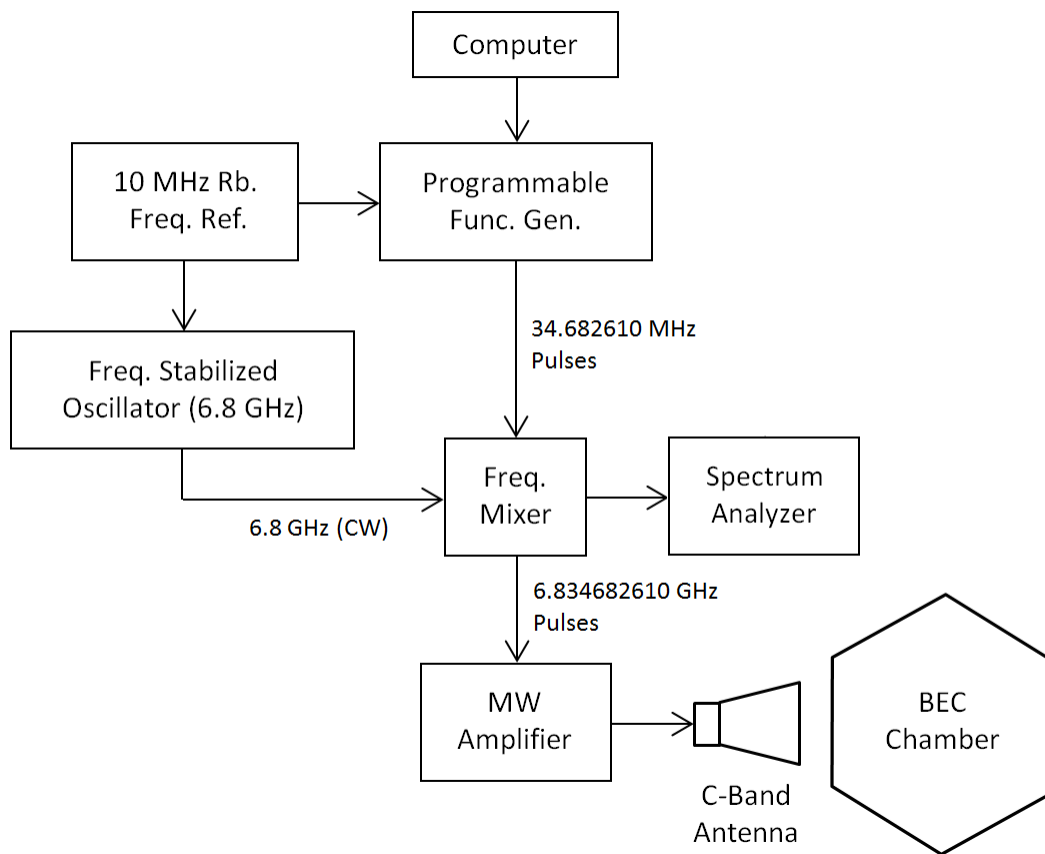 Computer
10 MHz Rb.
Freq. Ref.
Programmable
Func. Gen.
34.682610 MHz
Pulses
Freq. Stabilized
Oscillator (6.8 GHz)
Freq.
Mixer
Spectrum
Analyzer
6.8 GHz (CW)
6.834682610 GHz
Pulses
MW
Amplifier
BEC
Chamber
C-Band
Antenna